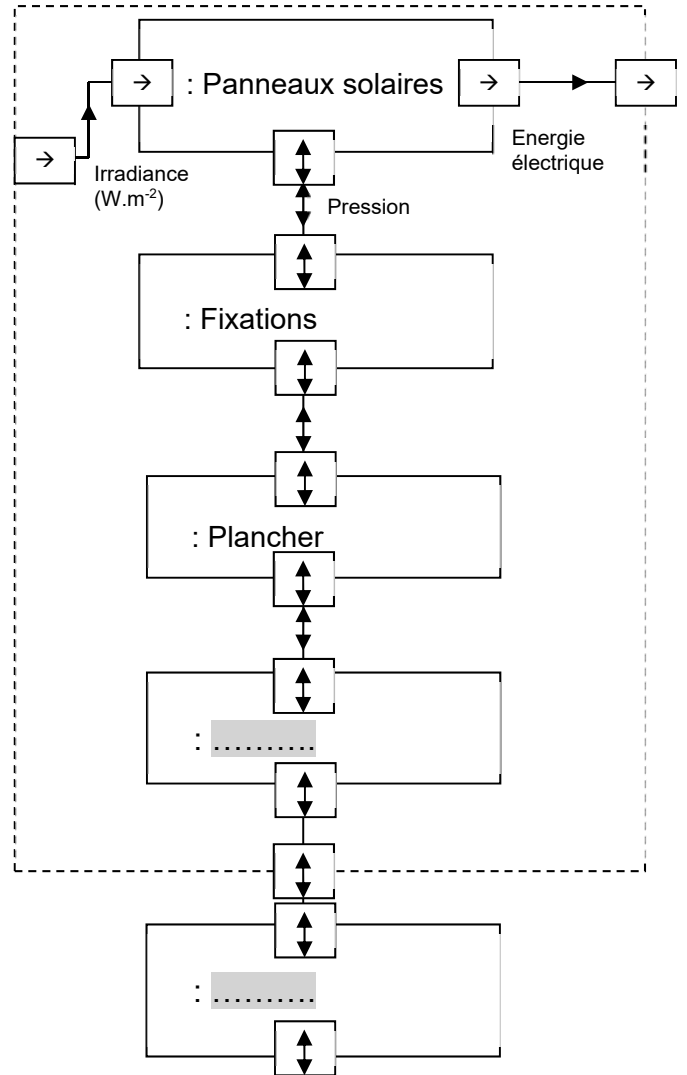 : Panneaux solaires
Energie
électrique
Irradiance
(W.m-2)
Pression
: Fixations
: Plancher
: ..........
: ..........